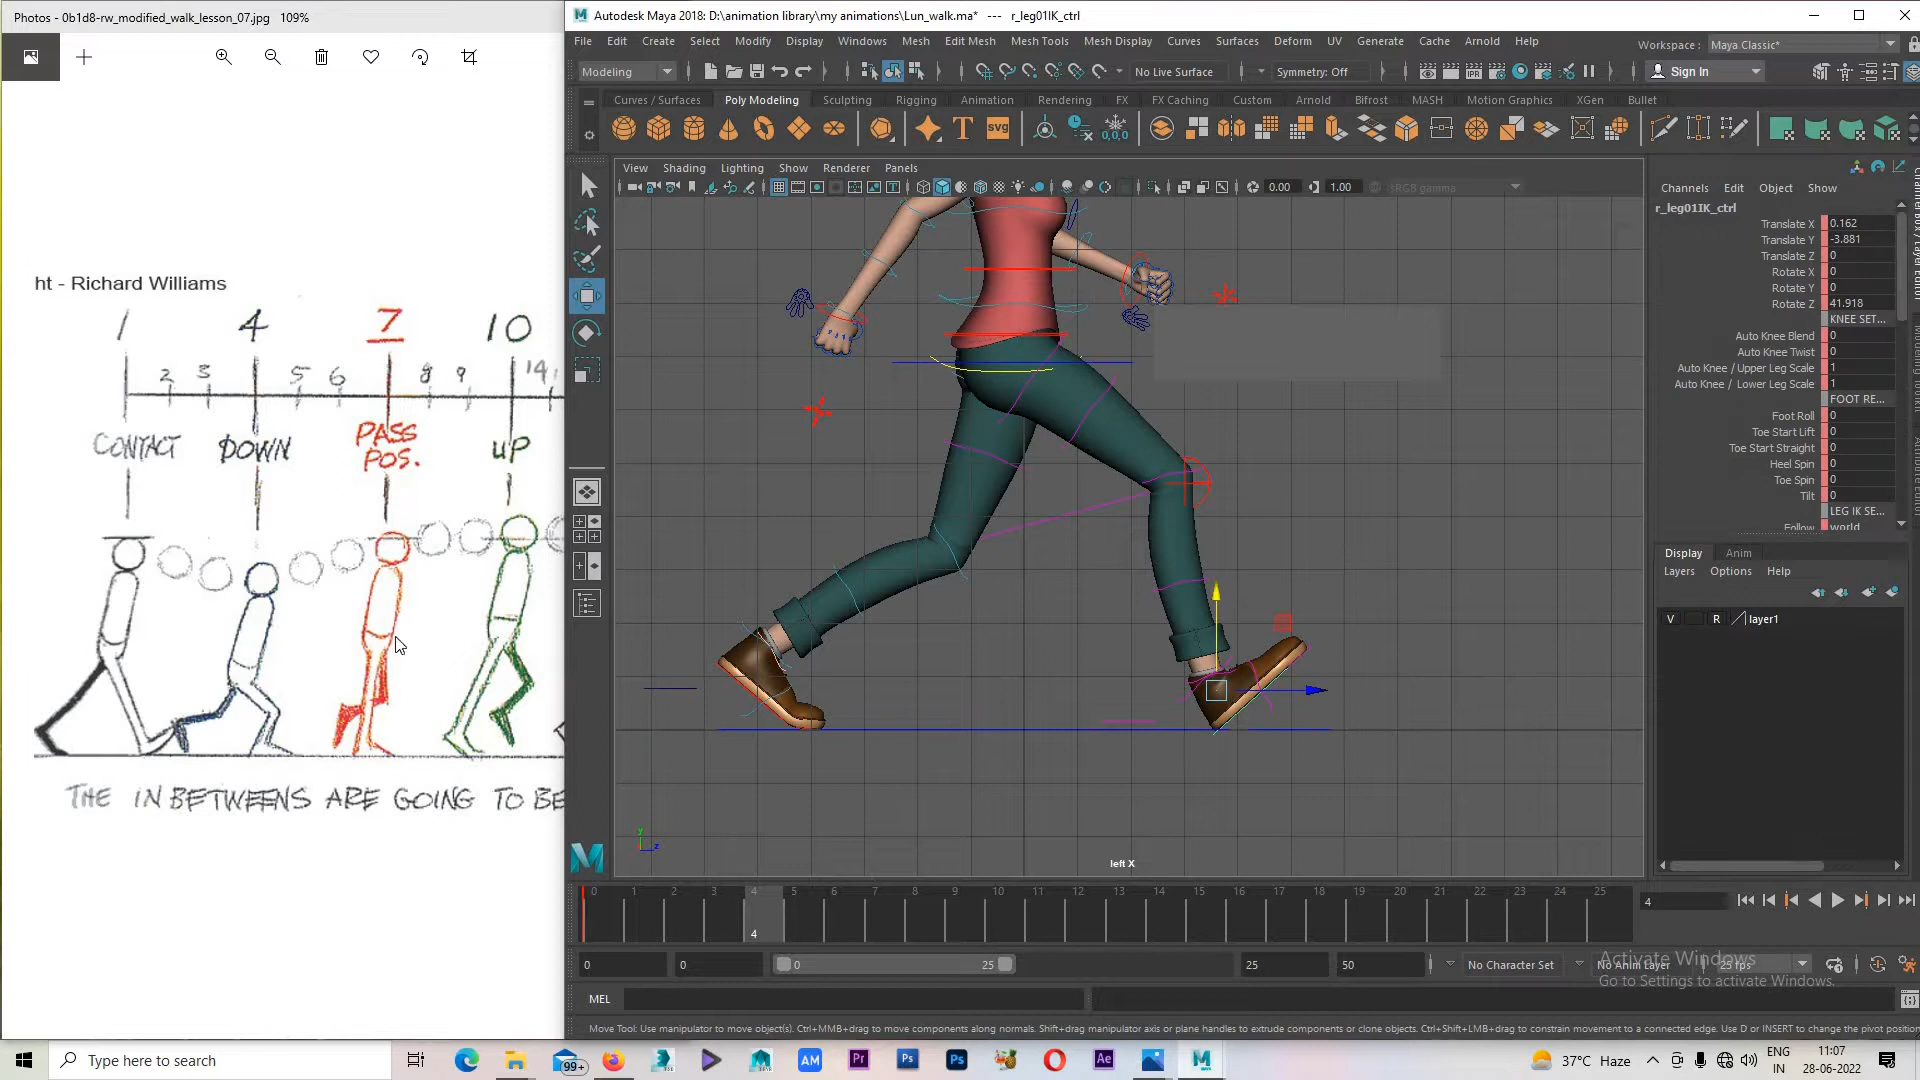 Photos - 0b1d8-rw_modified_walk_lesson_07.jpg   109%
ht - Richard Williams
1 4 7 10
2 3 5 6 8 9
CONTACT DOWN PASS POS. UP
THE INBETWEENS ARE GOING TO BE
Autodesk Maya 2018: D:\animation library\my animations\Lun_walk.ma*   ---   r_leg01IK_ctrl
File Edit Create Select Modify Display Windows Mesh Edit Mesh Mesh Tools Mesh Display Curves Surfaces Deform UV Generate Cache Arnold Help
Workspace : Maya Classic*
Modeling
No Live Surface
Symmetry: Off
Sign In
Curves / Surfaces Poly Modeling Sculpting Rigging Animation Rendering FX FX Caching Custom Arnold Bifrost MASH Motion Graphics XGen Bullet
View Shading Lighting Show Renderer Panels
0.00 1.00 sRGB gamma
left X
Channels Edit Object Show
r_leg01IK_ctrl
Translate X 0.162
Translate Y -3.881
Translate Z 0
Rotate X 0
Rotate Y 0
Rotate Z 41.918
KNEE SET...
Auto Knee Blend 0
Auto Knee Twist 0
Auto Knee / Upper Leg Scale 1
Auto Knee / Lower Leg Scale 1
FOOT RE...
Foot Roll 0
Toe Start Lift 0
Toe Start Straight 0
Heel Spin 0
Toe Spin 0
Tilt 0
LEG IK SE...
Follow world
Display Anim
Layers Options Help
V R layer1
Channel Box / Layer Editor
Modeling Toolkit
Attribute Editor
0 1 2 3 4 5 6 7 8 9 10 11 12 13 14 15 16 17 18 19 20 21 22 23 24 25
4
4
0 0 0 25 25 50
No Character Set
No Anim Layer
25 fps
Activate Windows
Go to Settings to activate Windows.
MEL
Move Tool: Use manipulator to move object(s). Ctrl+MMB+drag to move components along normals. Shift+drag manipulator axis or plane handles to extrude components or clone objects. Ctrl+Shift+LMB+drag to constrain movement to a connected edge. Use D or INSERT to change the pivot position
Type here to search
99+
37°C Haze
ENG
IN
11:07
28-06-2022